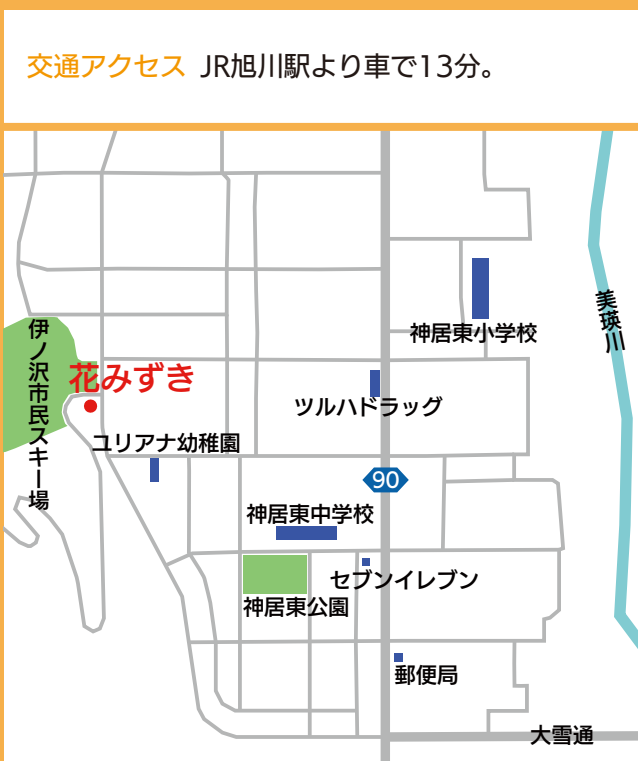 交通アクセス JR旭川駅より車で13分。
美瑛川
神居東小学校
伊ノ沢市民スキー場
花みずき
ツルハドラッグ
ユリアナ幼稚園
90
神居東中学校
セブンイレブン
神居東公園
郵便局
大雪通